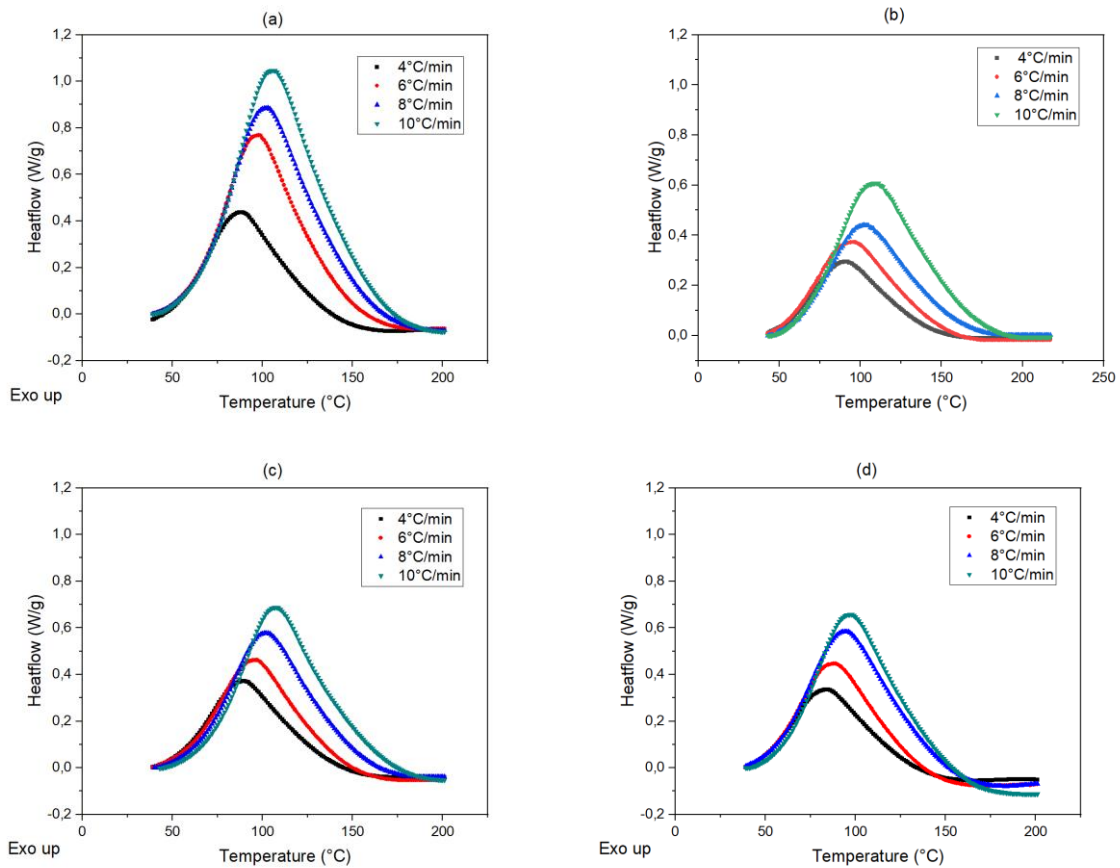 (a)
1,2
1,0
0,8
0,6
0,4
0,2
0,0
-0,2
Heatflow (W/g)
4°C/min
6°C/min
8°C/min
10°C/min
0
50
100
150
200
Temperature (°C)
Exo up
(b)
1,2
1,0
0,8
0,6
0,4
0,2
0,0
-0,2
Heatflow (W/g)
4°C/min
6°C/min
8°C/min
10°C/min
0
50
100
150
200
250
Temperature (°C)
Exo up
(c)
1,2
1,0
0,8
0,6
0,4
0,2
0,0
-0,2
Heatflow (W/g)
4°C/min
6°C/min
8°C/min
10°C/min
0
50
100
150
200
Temperature (°C)
Exo up
(d)
1,2
1,0
0,8
0,6
0,4
0,2
0,0
-0,2
Heatflow (W/g)
4°C/min
6°C/min
8°C/min
10°C/min
0
50
100
150
200
Temperature (°C)
Exo up